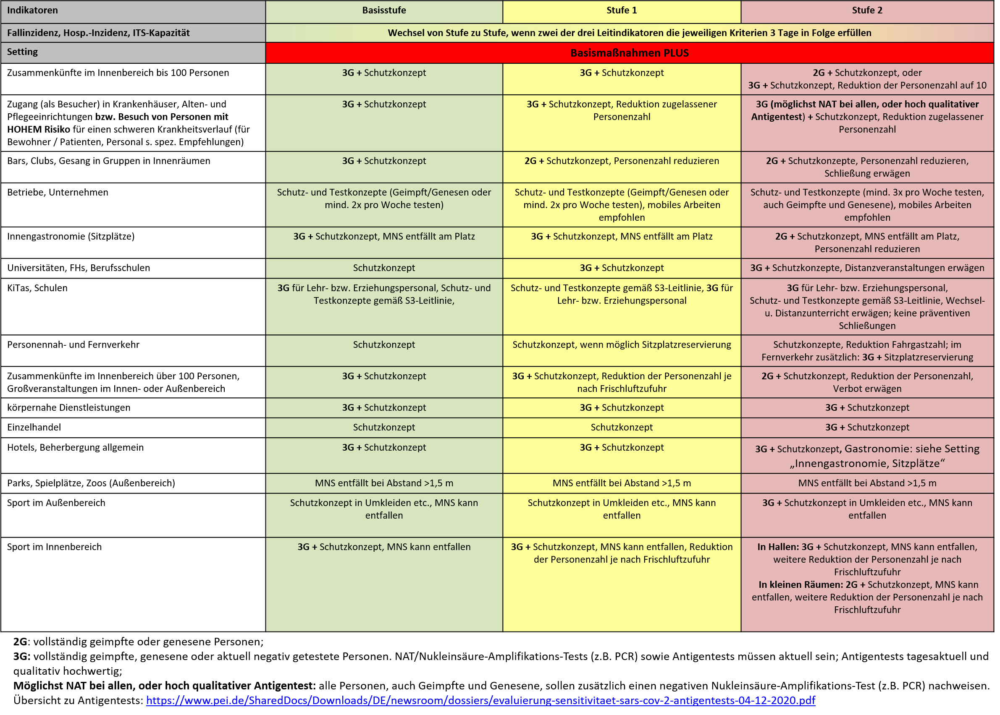 Indikatoren
Basisstufe
Stufe 1
Stufe 2
Fallinzidenz, Hosp.-Inzidenz, ITS-Kapazität
Wechsel von Stufe zu Stufe, wenn zwei der drei Leitindikatoren die jeweiligen Kriterien 3 Tage in Folge erfüllen
Setting
Basismaßnahmen PLUS
Zusammenkünfte im Innenbereich bis 100 Personen
3G + Schutzkonzept
3G + Schutzkonzept
2G + Schutzkonzept, oder
3G + Schutzkonzept, Reduktion der Personenzahl auf 10
Zugang (als Besucher) in Krankenhäuser, Alten- und
Pflegeeinrichtungen bzw. Besuch von Personen mit
HOHEM Risiko für einen schweren Krankheitsverlauf (für
Bewohner / Patienten, Personal s. spez. Empfehlungen)
3G + Schutzkonzept
3G + Schutzkonzept, Reduktion zugelassener
Personenzahl
3G (möglichst NAT bei allen, oder hoch qualitativer
Antigentest) + Schutzkonzept, Reduktion zugelassener
Personenzahl
Bars, Clubs, Gesang in Gruppen in Innenräumen
3G + Schutzkonzept
2G + Schutzkonzept, Personenzahl reduzieren
2G + Schutzkonzepte, Personenzahl reduzieren,
Schließung erwägen
Betriebe, Unternehmen
Schutz- und Testkonzepte (Geimpft/Genesen oder
mind. 2x pro Woche testen)
Schutz- und Testkonzepte (Geimpft/Genesen oder
mind. 2x pro Woche testen), mobiles Arbeiten
empfohlen
Schutz- und Testkonzepte (mind. 3x pro Woche testen,
auch Geimpfte und Genesene), mobiles Arbeiten
empfohlen
Innengastronomie (Sitzplätze)
3G + Schutzkonzept, MNS entfällt am Platz
3G + Schutzkonzept, MNS entfällt am Platz
2G + Schutzkonzept, MNS entfällt am Platz,
Personenzahl reduzieren
Universitäten, FHs, Berufsschulen
Schutzkonzept
3G + Schutzkonzept
3G + Schutzkonzepte, Distanzveranstaltungen erwägen
KiTas, Schulen
3G für Lehr- bzw. Erziehungspersonal, Schutz- und
Testkonzepte gemäß S3-Leitlinie,
Schutz- und Testkonzepte gemäß S3-Leitlinie, 3G für
Lehr- bzw. Erziehungspersonal
3G für Lehr- bzw. Erziehungspersonal,
Schutz- und Testkonzepte gemäß S3-Leitlinie, Wechsel-
u. Distanzunterricht erwägen; keine präventiven
Schließungen
Personennah- und Fernverkehr
Schutzkonzept
Schutzkonzept, wenn möglich Sitzplatzreservierung
Schutzkonzepte, Reduktion Fahrgastzahl; im
Fernverkehr zusätzlich: 3G + Sitzplatzreservierung
Zusammenkünfte im Innenbereich über 100 Personen,
Großveranstaltungen im Innen- oder Außenbereich
3G + Schutzkonzept
3G + Schutzkonzept, Reduktion der Personenzahl je
nach Frischluftzufuhr
2G + Schutzkonzept, Reduktion der Personenzahl,
Verbot erwägen
körpernahe Dienstleistungen
3G + Schutzkonzept
3G + Schutzkonzept
3G + Schutzkonzept
Einzelhandel
Schutzkonzept
Schutzkonzept
3G + Schutzkonzept
Hotels, Beherbergung allgemein
3G + Schutzkonzept
3G + Schutzkonzept
3G + Schutzkonzept, Gastronomie: siehe Setting
„Innengastronomie, Sitzplätze“
Parks, Spielplätze, Zoos (Außenbereich)
MNS entfällt bei Abstand >1,5 m
MNS entfällt bei Abstand >1,5 m
MNS entfällt bei Abstand >1,5 m
Sport im Außenbereich
Schutzkonzept in Umkleiden etc., MNS kann
entfallen
Schutzkonzept in Umkleiden etc., MNS kann
entfallen
3G + Schutzkonzept in Umkleiden etc., MNS kann
entfallen
Sport im Innenbereich
3G + Schutzkonzept, MNS kann entfallen
3G + Schutzkonzept, MNS kann entfallen, Reduktion
der Personenzahl je nach Frischluftzufuhr
In Hallen: 3G + Schutzkonzept, MNS kann entfallen,
weitere Reduktion der Personenzahl je nach
Frischluftzufuhr
In kleinen Räumen: 2G + Schutzkonzept, MNS kann
entfallen, weitere Reduktion der Personenzahl je nach
Frischluftzufuhr
2G: vollständig geimpfte oder genesene Personen;
3G: vollständig geimpfte, genesene oder aktuell negativ getestete Personen. NAT/Nukleinsäure-Amplifikations-Tests (z.B. PCR) sowie Antigentests müssen aktuell sein; Antigentests tagesaktuell und
qualitativ hochwertig;
Möglichst NAT bei allen, oder hoch qualitativer Antigentest: alle Personen, auch Geimpfte und Genesene, sollen zusätzlich einen negativen Nukleinsäure-Amplifikations-Test (z.B. PCR) nachweisen.
Übersicht zu Antigentests: https://www.pei.de/SharedDocs/Downloads/DE/newsroom/dossiers/evaluierung-sensitivitaet-sars-cov-2-antigentests-04-12-2020.pdf